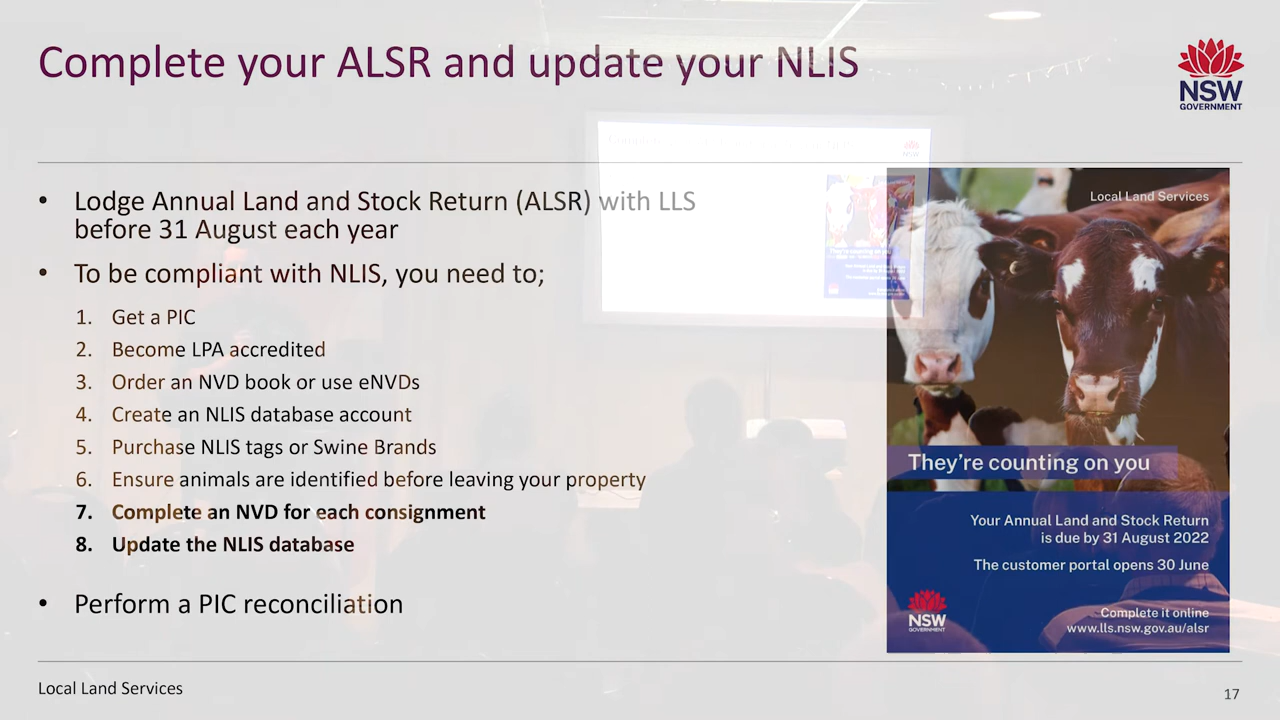 Complete your ALSR and update your NLIS
NSW
GOVERNMENT
• Lodge Annual Land and Stock Return (ALSR) with LLS
before 31 August each year
• To be compliant with NLIS, you need to;
1. Get a PIC
2. Become LPA accredited
3. Order an NVD book or use eNVDs
4. Create an NLIS database account
5. Purchase NLIS tags or Swine Brands
6. Ensure animals are identified before leaving your property
7. Complete an NVD for each consignment
8. Update the NLIS database
• Perform a PIC reconciliation
Local Land Services
They're counting on you
Your Annual Land and Stock Return
is due by 31 August 2022
The customer portal opens 30 June
NSW
GOVERNMENT
Complete it online
www.lls.nsw.gov.au/alsr
Local Land Services
17